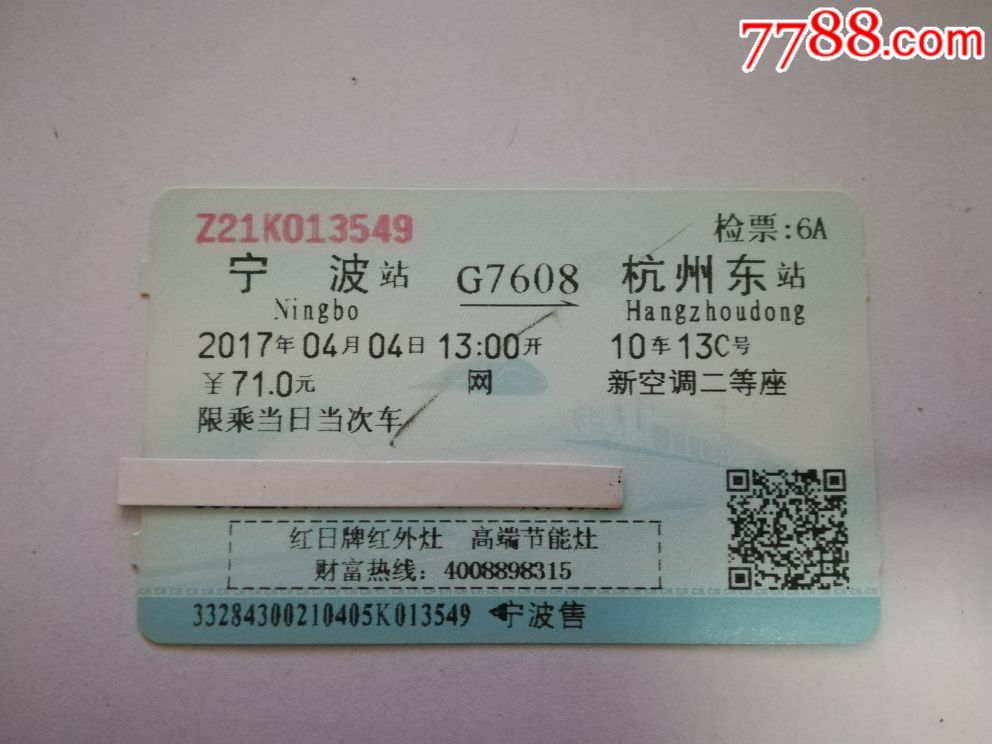 7788.com
Z21K013549 检票:6A
宁波站 G7608 杭州东站
Ningbo Hangzhoudong
2017年04月04日 13:00开 10车13C号
￥71.0元 网 新空调二等座
限乘当日当次车
红日牌红外灶 高端节能灶
财富热线：4008898315
33284300210405K013549 宁波售